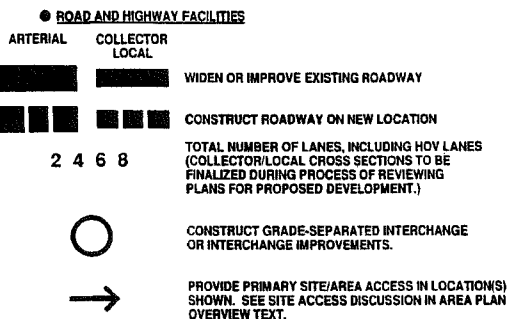 ● ROAD AND HIGHWAY FACILITIES
ARTERIAL COLLECTOR
LOCAL
WIDEN OR IMPROVE EXISTING ROADWAY
CONSTRUCT ROADWAY ON NEW LOCATION
2 4 6 8
TOTAL NUMBER OF LANES, INCLUDING HOV LANES
(COLLECTOR/LOCAL CROSS SECTIONS TO BE
FINALIZED DURING PROCESS OF REVIEWING
PLANS FOR PROPOSED DEVELOPMENT.)
CONSTRUCT GRADE-SEPARATED INTERCHANGE
OR INTERCHANGE IMPROVEMENTS.
PROVIDE PRIMARY SITE/AREA ACCESS IN LOCATION(S)
SHOWN. SEE SITE ACCESS DISCUSSION IN AREA PLAN
OVERVIEW TEXT.